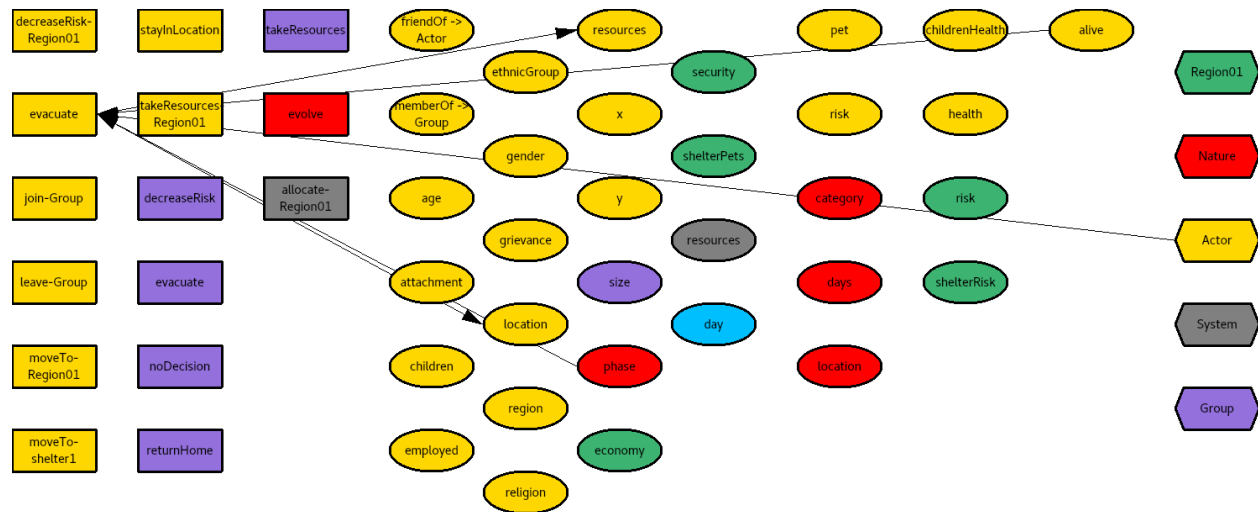 decreaseRisk-
Region01
stayInLocation
takeResources
friendOf ->
Actor
resources
pet
childrenHealth
alive
ethnicGroup
security
Region01
evacuate
takeResources-
Region01
evolve
memberOf ->
Group
x
risk
health
gender
shelterPets
Nature
join-Group
decreaseRisk
allocate-
Region01
age
y
category
risk
grievance
resources
Actor
leave-Group
evacuate
attachment
size
days
shelterRisk
location
day
System
moveTo-
Region01
noDecision
children
phase
location
region
Group
moveTo-
shelter1
returnHome
employed
economy
religion